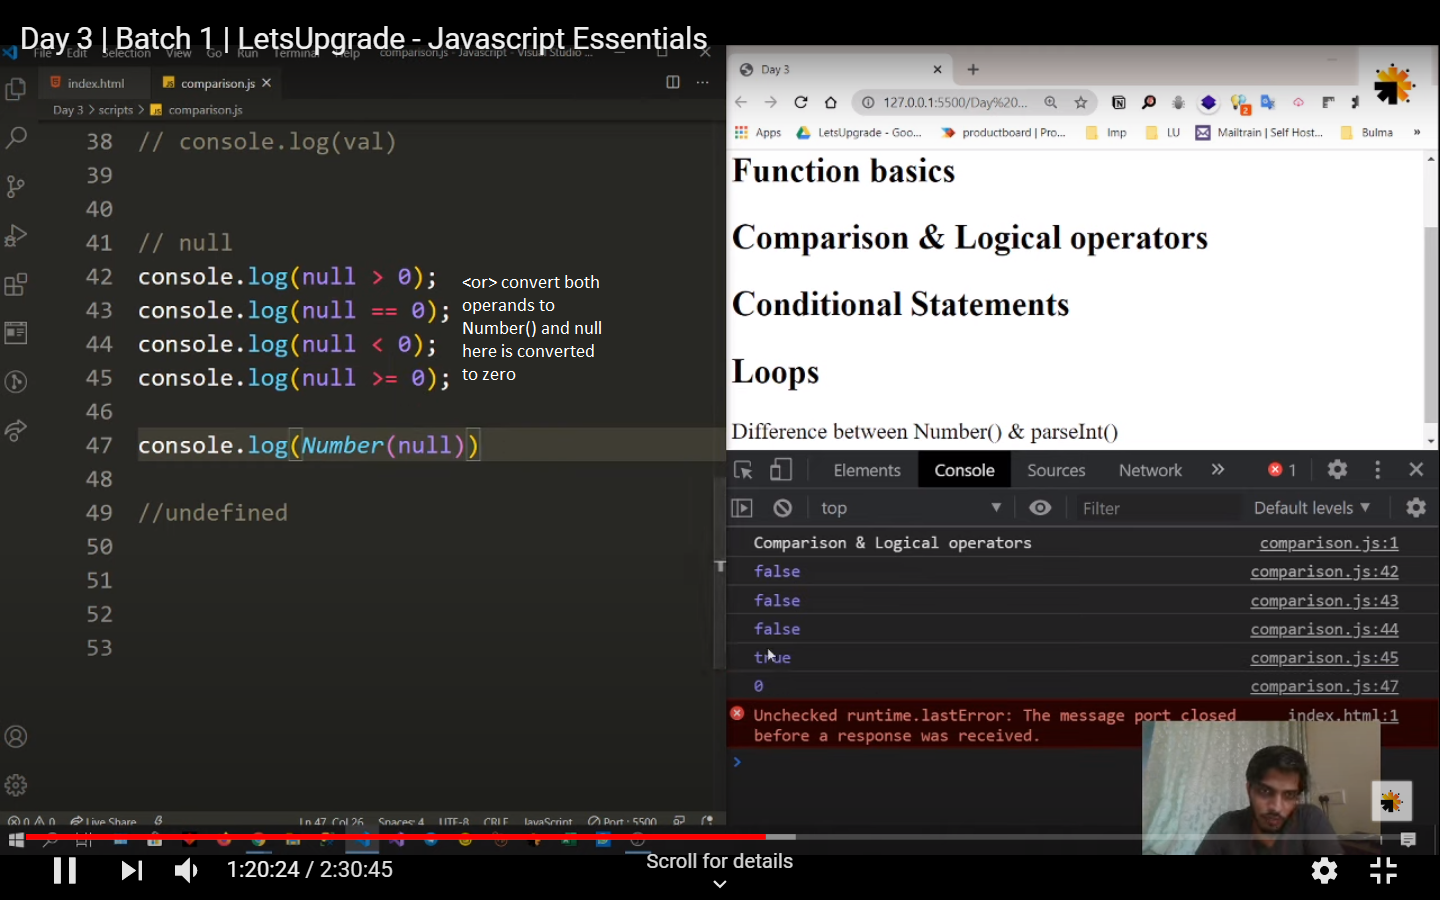 Day 3 | Batch 1 | LetsUpgrade - Javascript Essentials
File Edit Selection View Go Run Terminal Help comparison.js - JavaScript - Visual Studio ...
index.html comparison.js
Day 3 > scripts > comparison.js
38 // console.log(val)
39
40
41 // null
42 console.log(null > 0);
43 console.log(null == 0);
44 console.log(null < 0);
45 console.log(null >= 0);
46
47 console.log(Number(null))
48
49 //undefined
50
51
52
53
<or> convert both
operands to
Number() and null
here is converted
to zero
Live Share Ln 47, Col 26 Spaces: 4 UTF-8 CRLF JavaScript Port : 5500
Day 3
127.0.0.1:5500/Day%20...
Apps LetsUpgrade - Goo... productboard | Pro... Imp LU Mailtrain | Self Host... Bulma »
Function basics
Comparison & Logical operators
Conditional Statements
Loops
Difference between Number() & parseInt()
Elements Console Sources Network » 1
top Filter Default levels
Comparison & Logical operators comparison.js:1
false comparison.js:42
false comparison.js:43
false comparison.js:44
true comparison.js:45
0 comparison.js:47
Unchecked runtime.lastError: The message port closed index.html:1
before a response was received.
1:20:24 / 2:30:45
Scroll for details